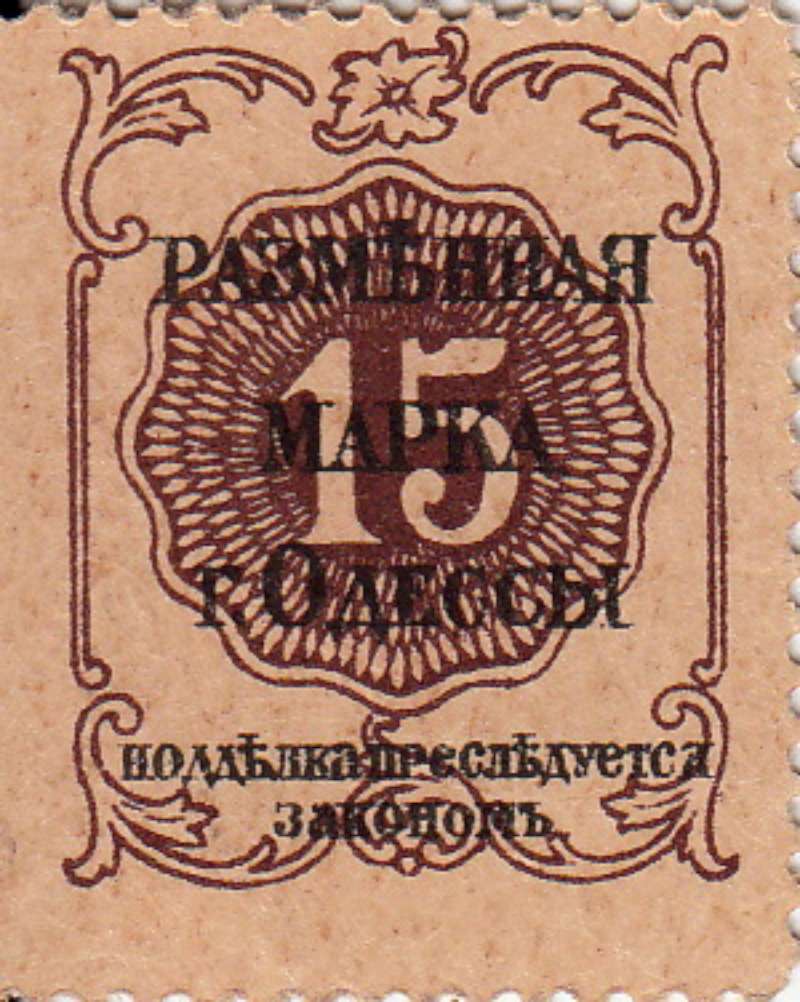 РАЗМѢННАЯ
15
МАРКА
г. ОДЕССЫ
поддѣлка преслѣдуется
закономъ.